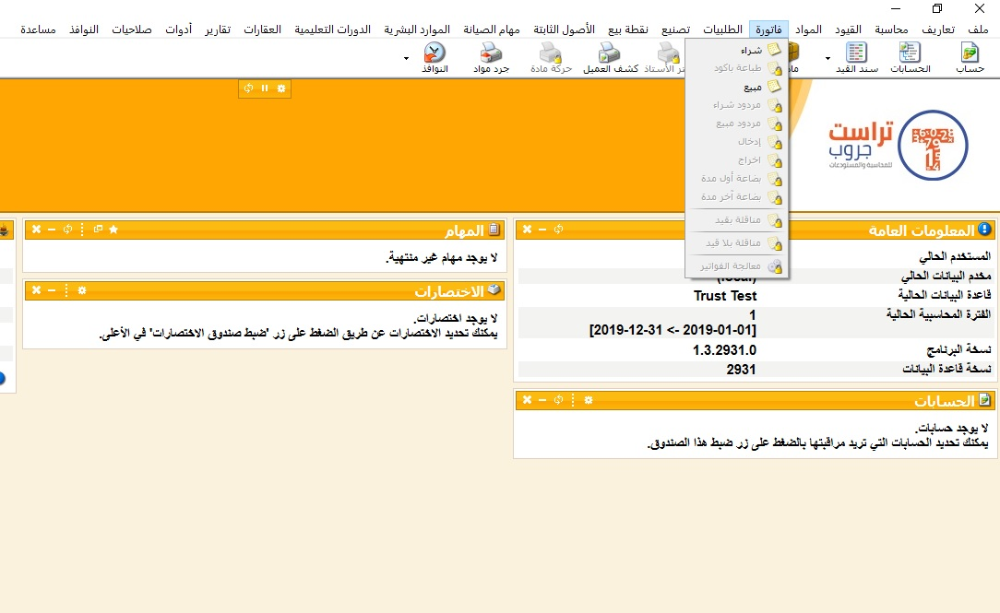 ملف تعاريف محاسبة القيود المواد فاتورة الطلبيات تصنيع نقطة بيع الأصول الثابتة مهام الصيانة الموارد البشرية الدورات التعليمية العقارات تقارير أدوات صلاحيات النوافذ مساعدة
حساب الحسابات سند القيد كشف العميل حركة مادة جرد مواد النوافذ
شراء
طباعة باكود
مبيع
مردود شراء
مردود مبيع
إدخال
اخراج
بضاعة أول مدة
بضاعة آخر مدة
مناقلة بقيد
مناقلة بلا قيد
معالجة الفواتير
تراست
جروب
للمحاسبة والمستودعات
المعلومات العامة
المستخدم الحالي
مخدم البيانات الحالي (local)
قاعدة البيانات الحالية Trust Test
الفترة المحاسبية الحالية 1
[2019-12-31 <- 2019-01-01]
نسخة البرنامج 1.3.2931.0
نسخة قاعدة البيانات 2931
الحسابات
لا يوجد حسابات.
يمكنك تحديد الحسابات التي تريد مراقبتها بالضغط على زر ضبط هذا الصندوق.
المهام
لا يوجد مهام غير منتهية.
الاختصارات
لا يوجد اختصارات.
يمكنك تحديد الاختصارات عن طريق الضغط على زر 'ضبط صندوق الاختصارات' في الأعلى.